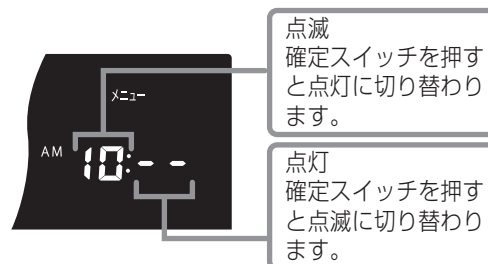 点滅
確定スイッチを押す
と点灯に切り替わり
ます。
メニュー
AM 10:--
点灯
確定スイッチを押す
と点滅に切り替わり
ます。